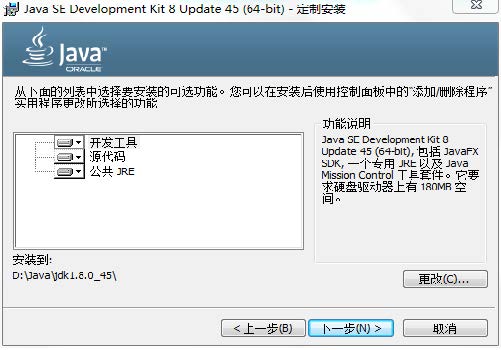 Java SE Development Kit 8 Update 45 (64-bit) - 定制安装
Java™
ORACLE
从下面的列表中选择要安装的可选功能。您可以在安装后使用控制面板中的“添加/删除程序”
实用程序更改所选择的功能
开发工具
源代码
公共 JRE
功能说明
Java SE Development Kit 8
Update 45 (64-bit), 包括 JavaFX
SDK, 一个专用 JRE 以及 Java
Mission Control 工具套件。它要
求硬盘驱动器上有 180MB 空
间。
安装到:
D:\Java\jdk1.8.0_45\
更改(C)...
< 上一步(B)
下一步(N) >
取消